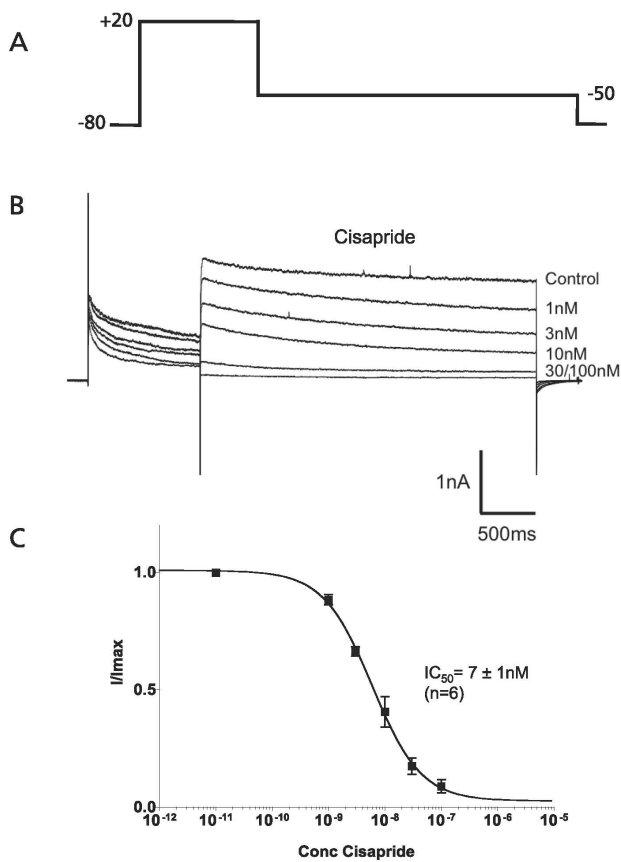 A
+20
-80
-50
B
Cisapride
Control
1nM
3nM
10nM
30/100nM
1nA
500ms
C
I/Imax
1.0
0.5
0.0
IC50= 7 ± 1nM
(n=6)
10-12 10-11 10-10 10-9 10-8 10-7 10-6 10-5
Conc Cisapride